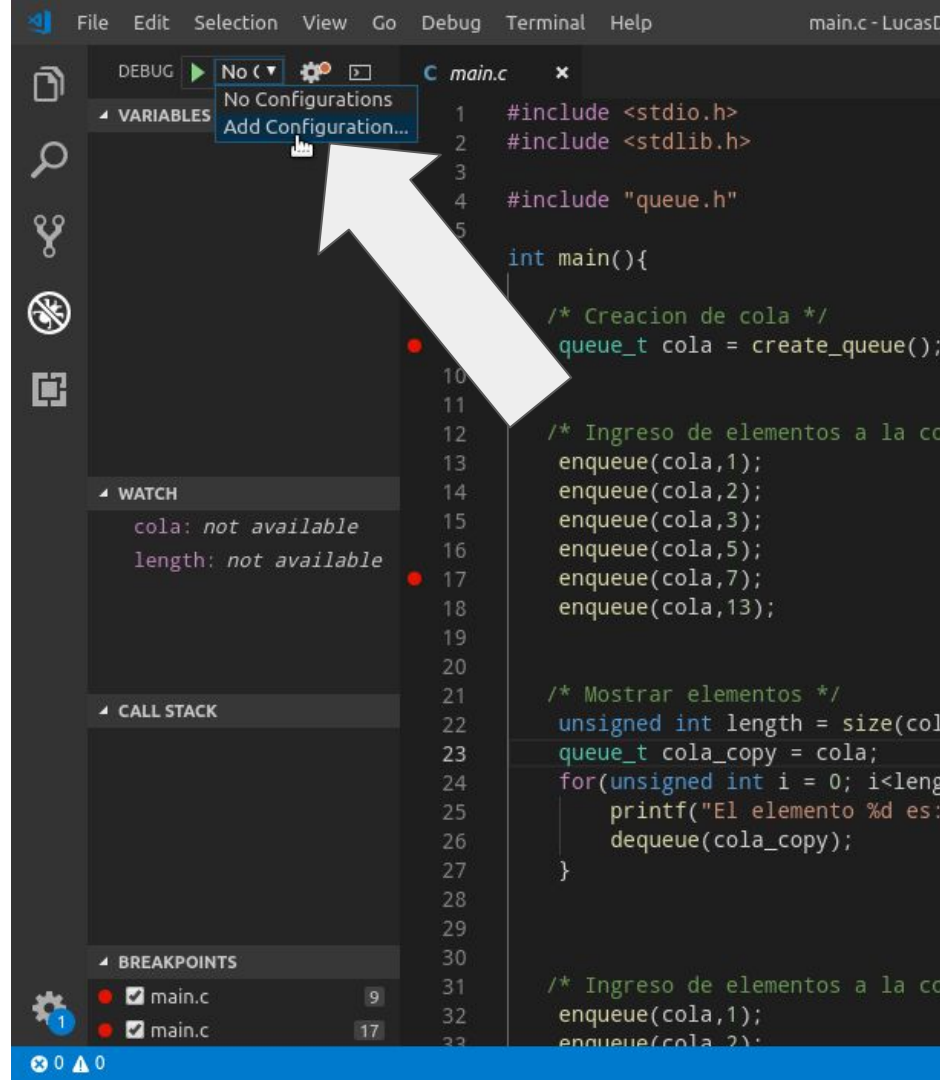 File Edit Selection View Go Debug Terminal Help main.c - LucasD
DEBUG No ( ▾
No Configurations
Add Configuration...
VARIABLES
WATCH
cola: not available
length: not available
CALL STACK
BREAKPOINTS
main.c 9
main.c 17
1
0 0
C main.c ×
1 #include <stdio.h>
2 #include <stdlib.h>
3
4 #include "queue.h"
5
int main(){
/* Creacion de cola */
queue_t cola = create_queue();
10
11
12 /* Ingreso de elementos a la co
13 enqueue(cola,1);
14 enqueue(cola,2);
15 enqueue(cola,3);
16 enqueue(cola,5);
17 enqueue(cola,7);
18 enqueue(cola,13);
19
20
21 /* Mostrar elementos */
22 unsigned int length = size(col
23 queue_t cola_copy = cola;
24 for(unsigned int i = 0; i<leng
25 printf("El elemento %d es:
26 dequeue(cola_copy);
27 }
28
29
30
31 /* Ingreso de elementos a la co
32 enqueue(cola,1);
33 enqueue(cola,2);